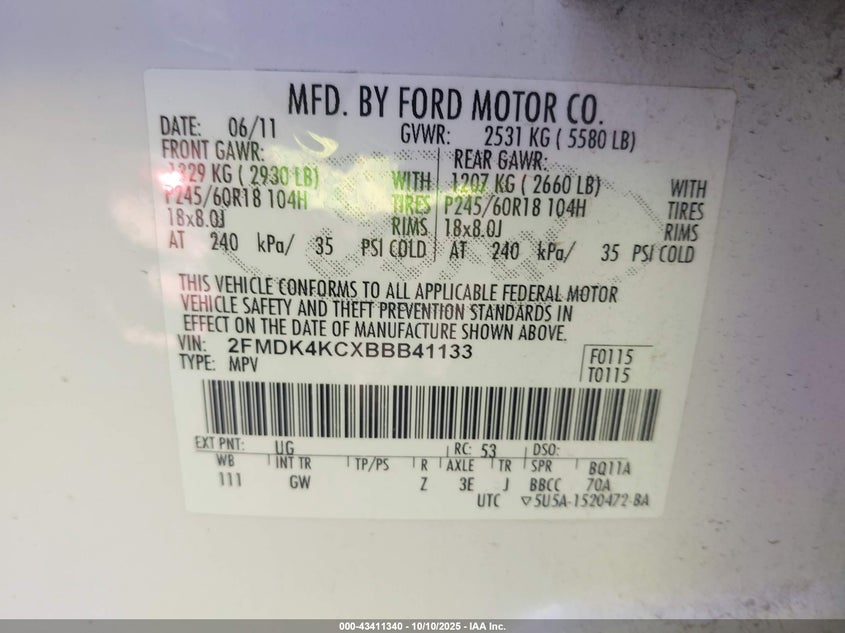 MFD. BY FORD MOTOR CO.
DATE: 06/11 GVWR: 2531 KG ( 5580 LB)
FRONT GAWR: REAR GAWR:
1329 KG ( 2930 LB) WITH 1207 KG ( 2660 LB) WITH
P245/60R18 104H TIRES P245/60R18 104H TIRES
18x8.0J RIMS 18x8.0J RIMS
AT 240 kPa/ 35 PSI COLD AT 240 kPa/ 35 PSI COLD
THIS VEHICLE CONFORMS TO ALL APPLICABLE FEDERAL MOTOR
VEHICLE SAFETY AND THEFT PREVENTION STANDARDS IN
EFFECT ON THE DATE OF MANUFACTURE SHOWN ABOVE.
VIN: 2FMDK4KCXBBB41133 F0115
TYPE: MPV T0115
EXT PNT: UG RC: 53 DSO:
WB INT TR TP/PS R AXLE TR SPR BQ11A
111 GW Z 3E J BBCC 70A
UTC ▽5U5A-1520472-BA
000-43411340 - 10/10/2025 - IAA Inc.